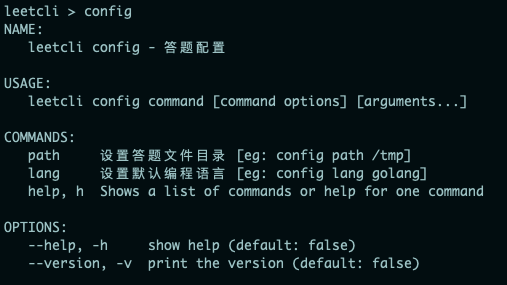 leetcli > config
NAME:
leetcli config - 答题配置
USAGE:
leetcli config command [command options] [arguments...]
COMMANDS:
path 设置答题文件目录 [eg: config path /tmp]
lang 设置默认编程语言 [eg: config lang golang]
help, h Shows a list of commands or help for one command
OPTIONS:
--help, -h show help (default: false)
--version, -v print the version (default: false)